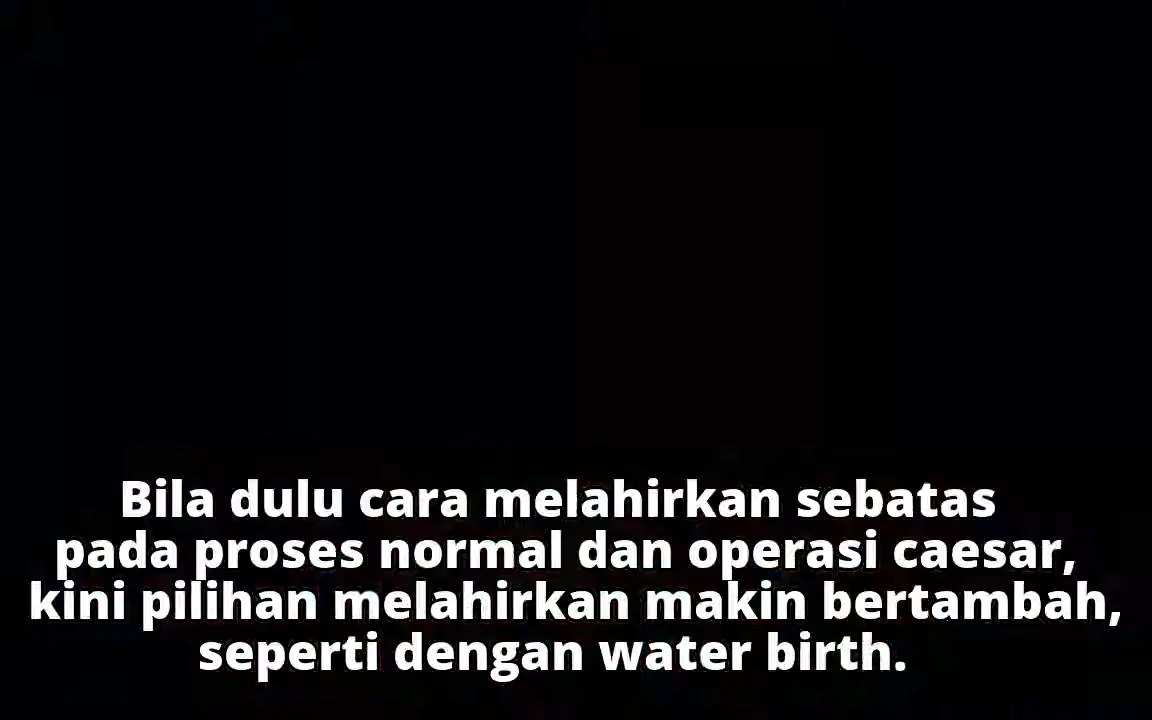 Bila dulu cara melahirkan sebatas
pada proses normal dan operasi caesar,
kini pilihan melahirkan makin bertambah,
seperti dengan water birth.